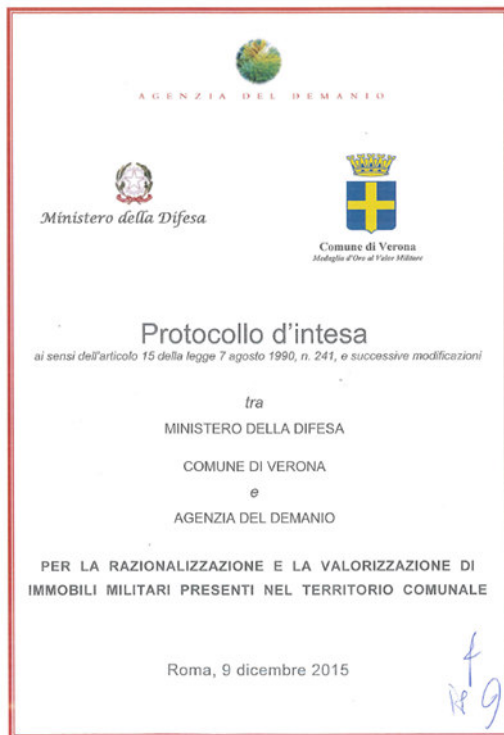 AGENZIA DEL DEMANIO
Ministero della Difesa
Comune di Verona
Medaglia d'Oro al Valor Militare
Protocollo d'intesa
ai sensi dell'articolo 15 della legge 7 agosto 1990, n. 241, e successive modificazioni
tra
MINISTERO DELLA DIFESA
COMUNE DI VERONA
e
AGENZIA DEL DEMANIO
PER LA RAZIONALIZZAZIONE E LA VALORIZZAZIONE DI
IMMOBILI MILITARI PRESENTI NEL TERRITORIO COMUNALE
Roma, 9 dicembre 2015